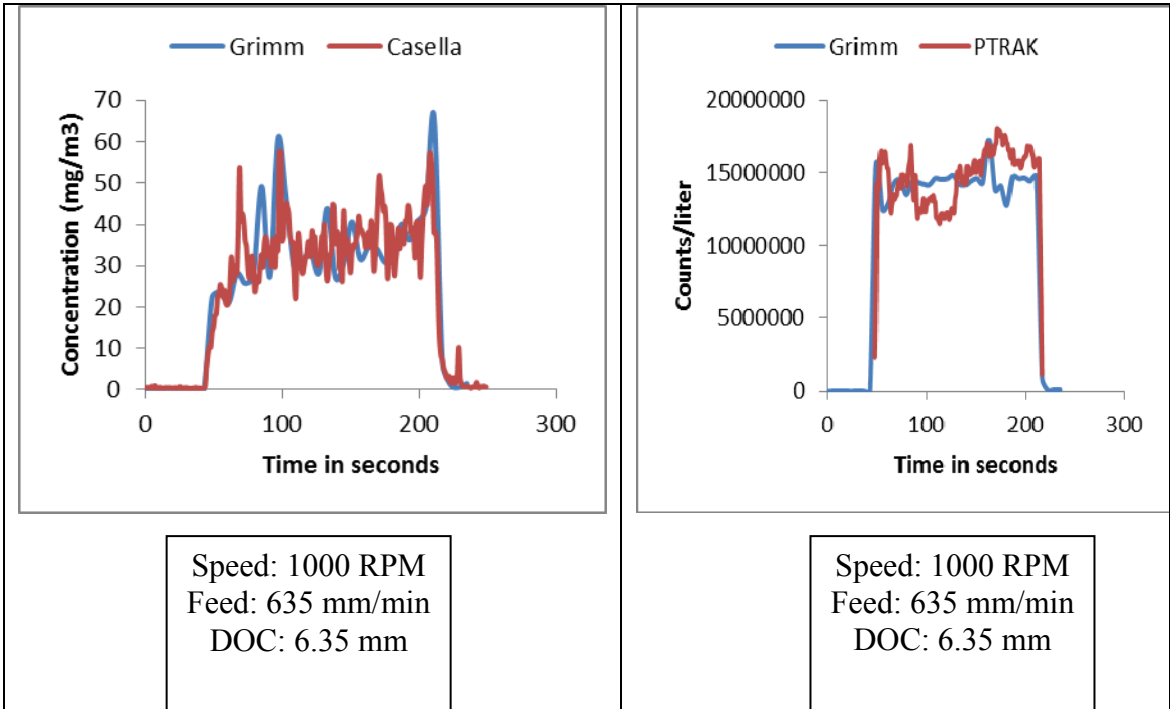 Grimm Casella
Concentration (mg/m3)
70
60
50
40
30
20
10
0
0 100 200 300
Time in seconds
Speed: 1000 RPM
Feed: 635 mm/min
DOC: 6.35 mm
Grimm PTRAK
Counts/liter
20000000
15000000
10000000
5000000
0
0 100 200 300
Time in seconds
Speed: 1000 RPM
Feed: 635 mm/min
DOC: 6.35 mm